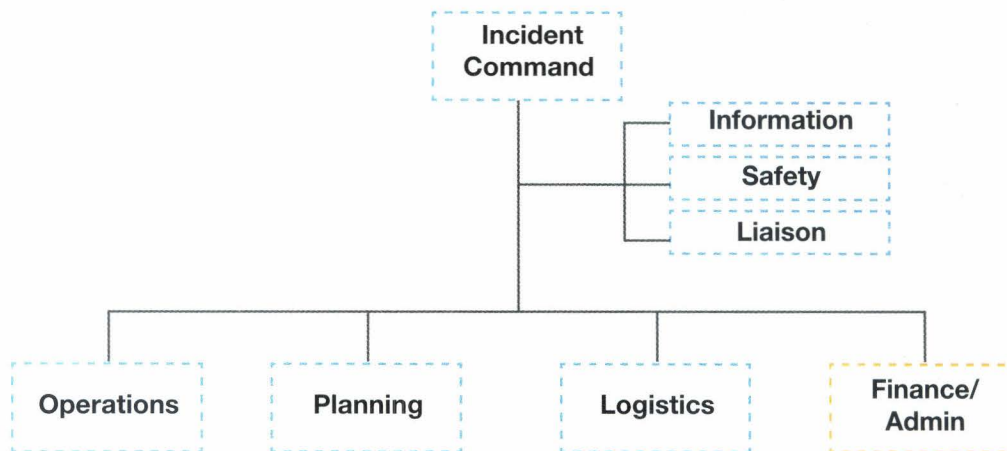 Incident
Command
Information
Safety
Liaison
Operations
Planning
Logistics
Finance/
Admin